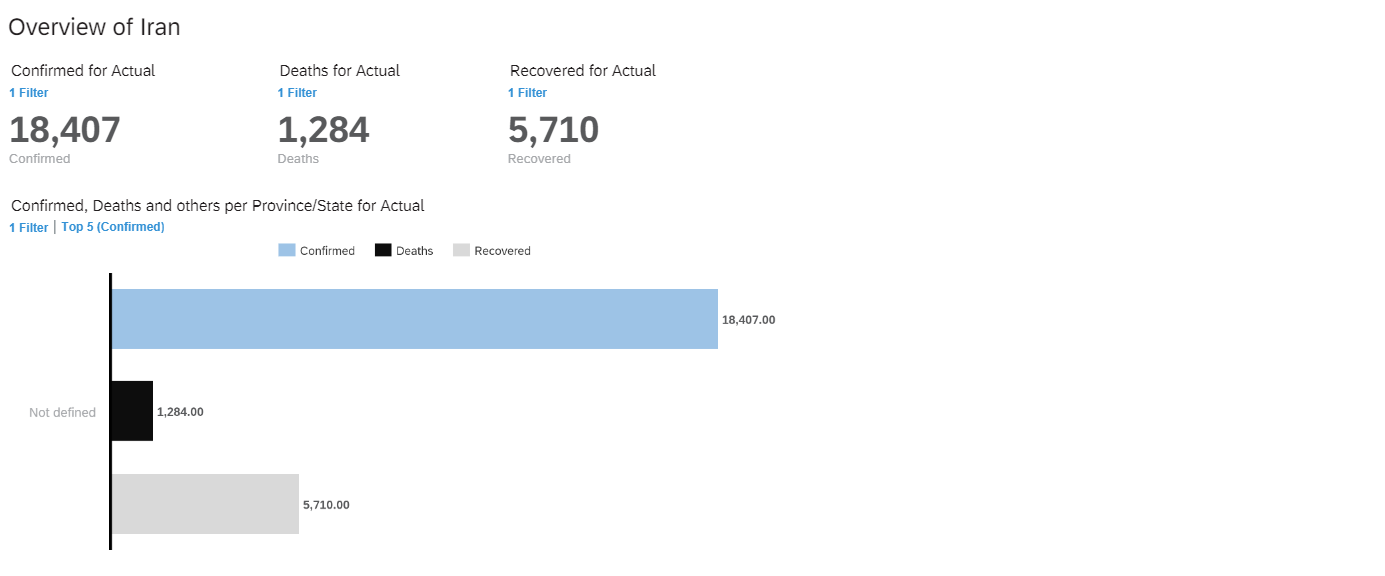 Overview of Iran
Confirmed for Actual
1 Filter
18,407
Confirmed
Deaths for Actual
1 Filter
1,284
Deaths
Recovered for Actual
1 Filter
5,710
Recovered
Confirmed, Deaths and others per Province/State for Actual
1 Filter | Top 5 (Confirmed)
Confirmed Deaths Recovered
18,407.00
Not defined 1,284.00
5,710.00